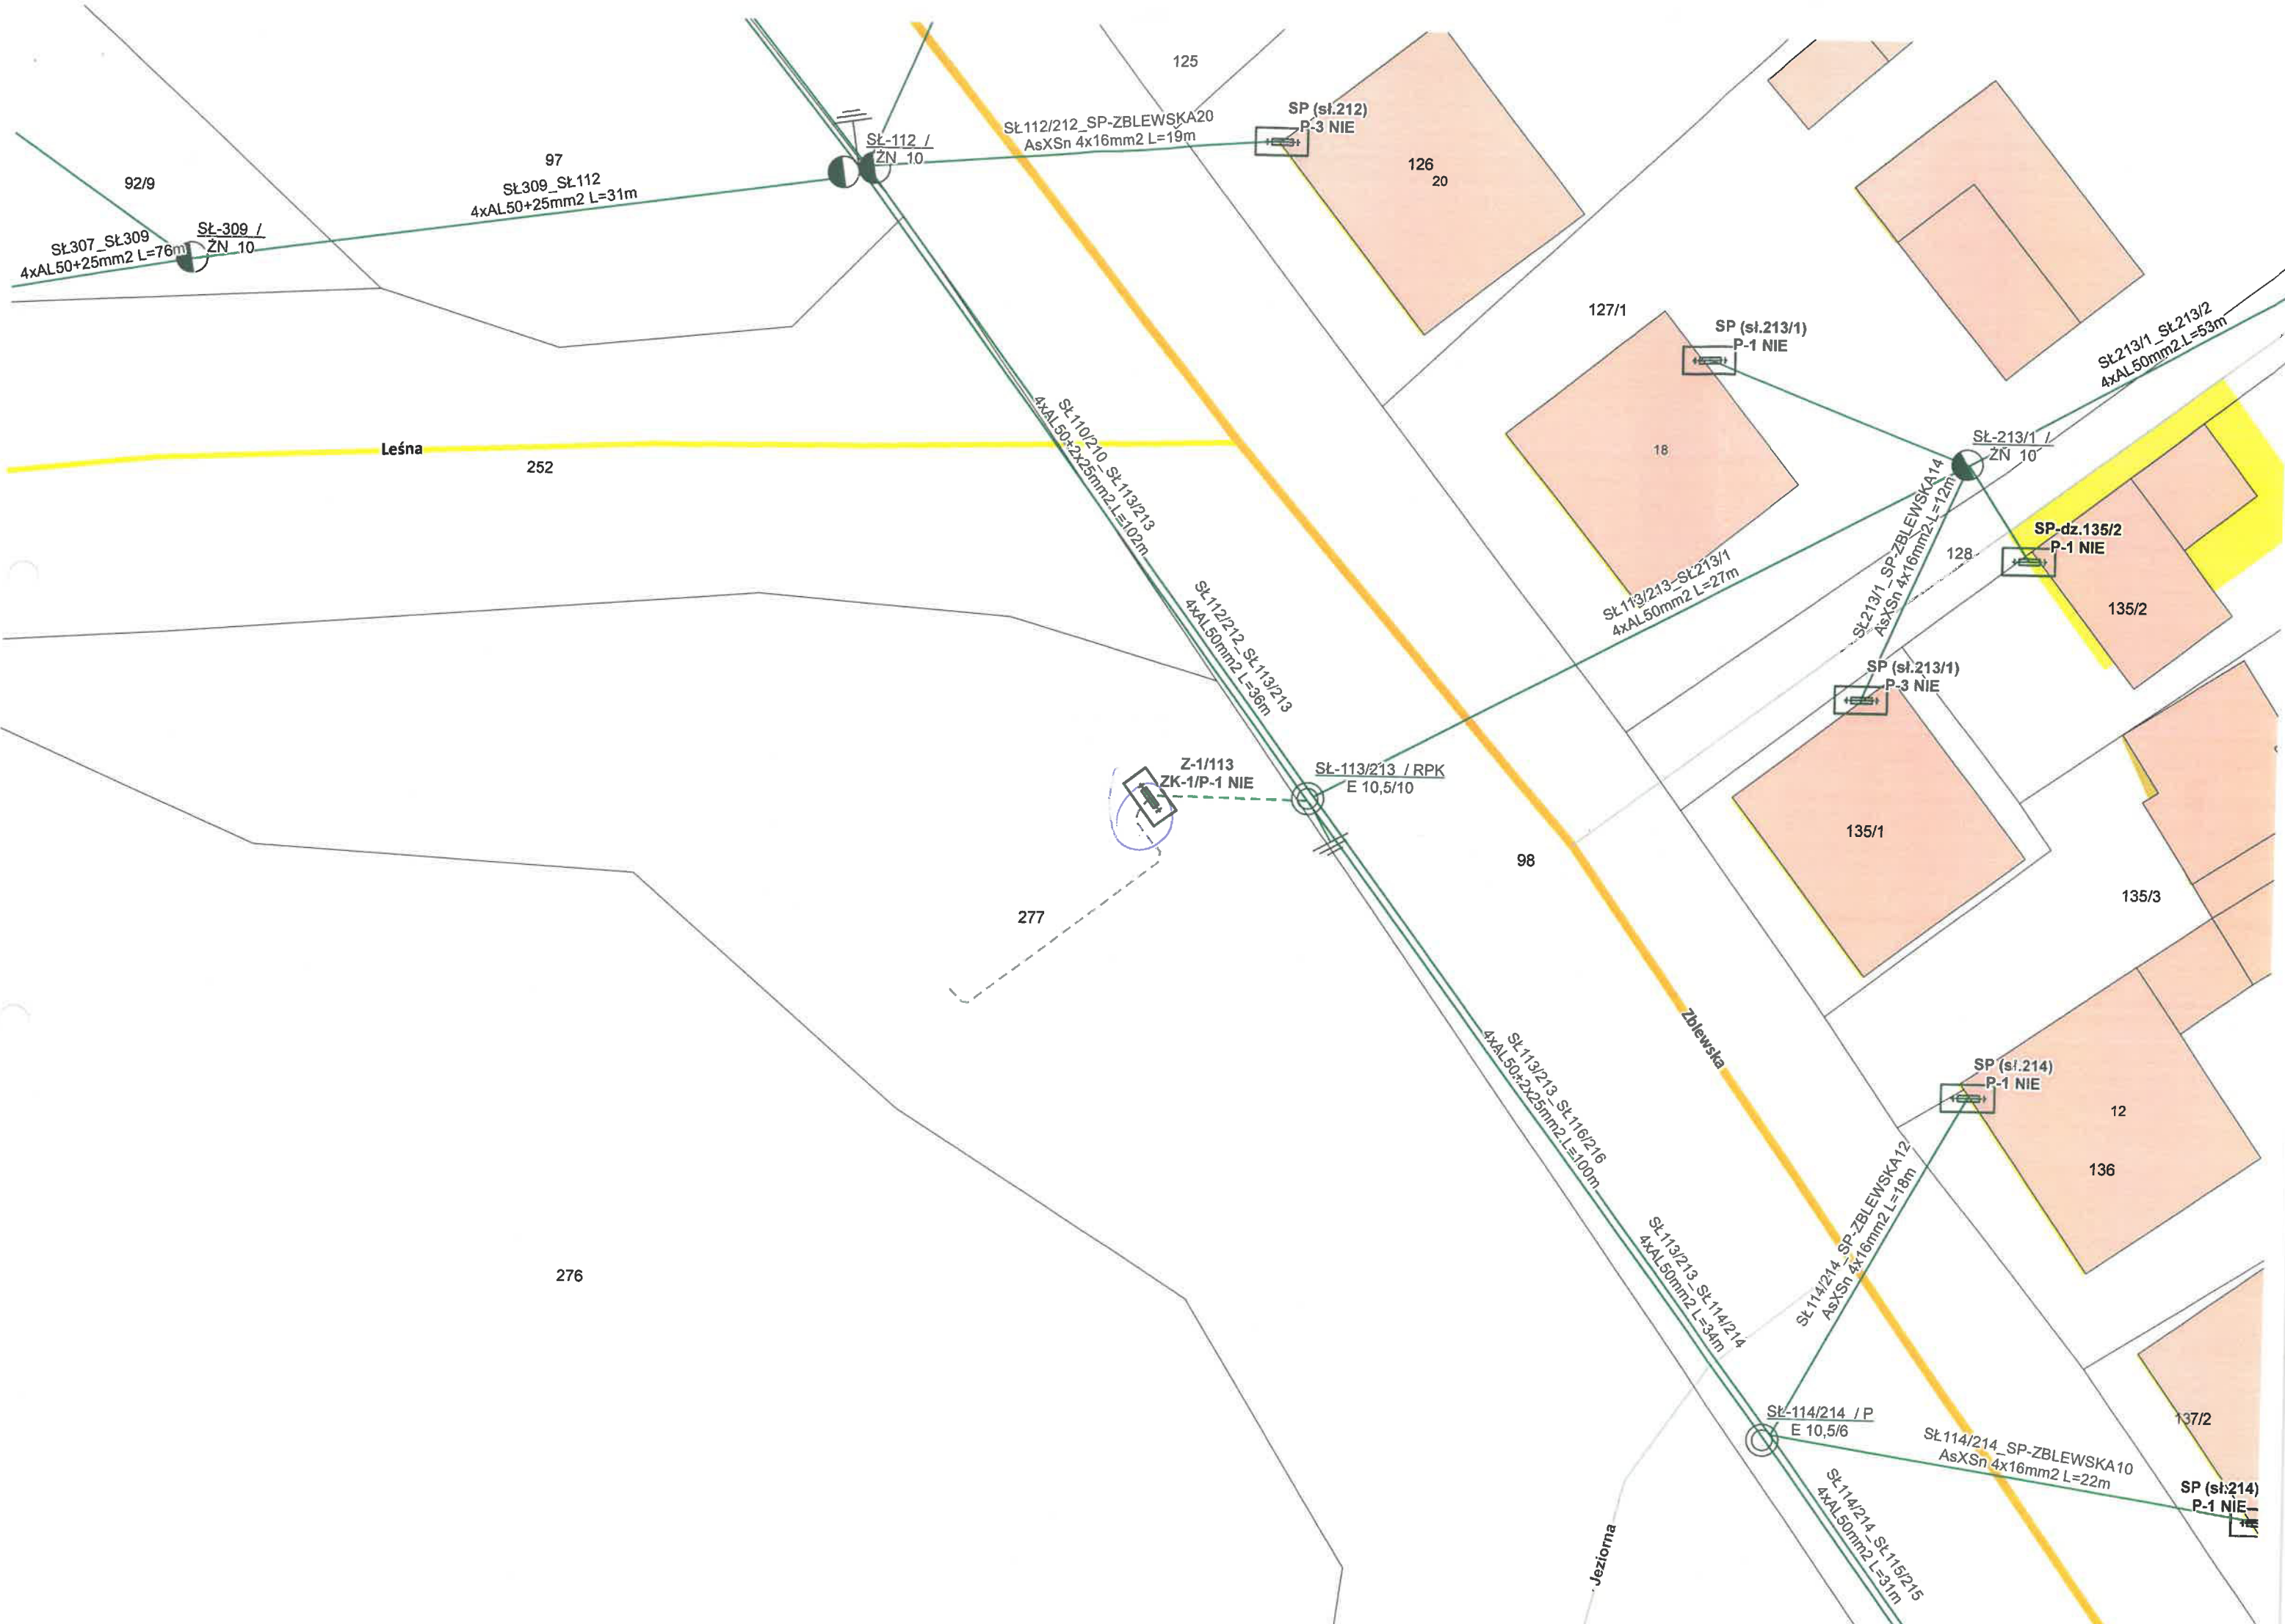 125
SP (sł.212)
P-3 NIE
SŁ112/212_SP-ZBLEWSKA20
AsXSn 4x16mm2 L=19m
SŁ-112 /
ŻN 10
126
20
97
92/9
SŁ309_SŁ112
4xAL50+25mm2 L=31m
SŁ-309 /
ŻN 10
SŁ307_SŁ309
4xAL50+25mm2 L=76m
127/1
SP (sł.213/1)
P-1 NIE
SŁ213/1_SŁ213/2
4xAL50mm2 L=53m
18
SŁ-213/1 /
ŻN 10
Leśna
252
SŁ110/210_SŁ113/213
4xAL50+2x25mm2 L=102m
SŁ213/1_SP-ZBLEWSKA14
AsXSn 4x16mm2 L=12m
128
SP-dz.135/2
P-1 NIE
135/2
SŁ113/213_SŁ213/1
4xAL50mm2 L=27m
SŁ112/212_SŁ113/213
4xAL50mm2 L=36m
SP (sł.213/1)
P-3 NIE
Z-1/113
ZK-1/P-1 NIE
SŁ-113/213 / RPK
E 10,5/10
135/1
98
135/3
277
Zblewska
SŁ113/213_SŁ116/216
4xAL50+2x25mm2 L=100m
SP (sł.214)
P-1 NIE
12
136
SŁ114/214_SP-ZBLEWSKA12
AsXSn 4x16mm2 L=18m
276
SŁ113/213_SŁ114/214
4xAL50mm2 L=34m
SŁ-114/214 / P
E 10,5/6
137/2
SŁ114/214_SP-ZBLEWSKA10
AsXSn 4x16mm2 L=22m
SP (sł.214)
P-1 NIE
SŁ114/214_SŁ115/215
4xAL50mm2 L=31m
Jeziorna